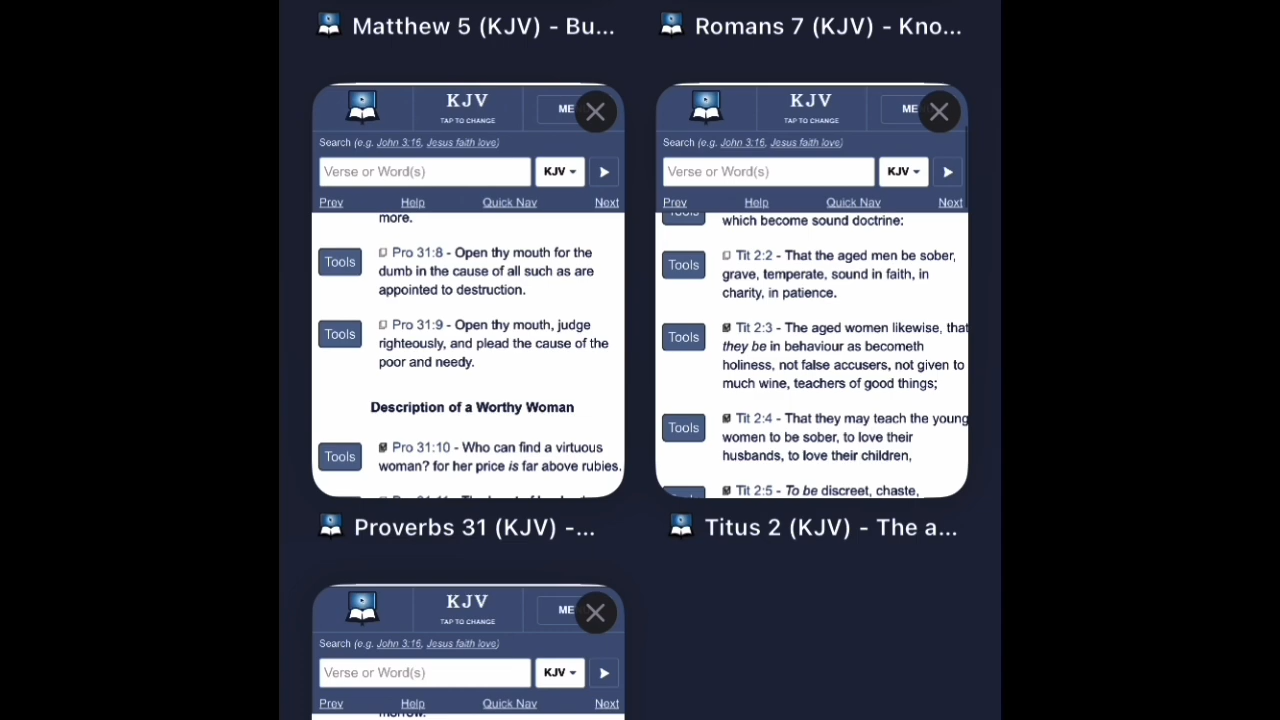 Matthew 5 (KJV) - Bu...
Romans 7 (KJV) - Kno...
KJV
TAP TO CHANGE
ME
Search (e.g. John 3:16, Jesus faith love)
Verse or Word(s)
KJV
Prev Help Quick Nav Next
more.
Tools
Pro 31:8 - Open thy mouth for the
dumb in the cause of all such as are
appointed to destruction.
Tools
Pro 31:9 - Open thy mouth, judge
righteously, and plead the cause of the
poor and needy.
Description of a Worthy Woman
Tools
Pro 31:10 - Who can find a virtuous
woman? for her price is far above rubies.
Proverbs 31 (KJV) -...
KJV
TAP TO CHANGE
ME
Search (e.g. John 3:16, Jesus faith love)
Verse or Word(s)
KJV
Prev Help Quick Nav Next
Tools
which become sound doctrine:
Tools
Tit 2:2 - That the aged men be sober,
grave, temperate, sound in faith, in
charity, in patience.
Tools
Tit 2:3 - The aged women likewise, that
they be in behaviour as becometh
holiness, not false accusers, not given to
much wine, teachers of good things;
Tools
Tit 2:4 - That they may teach the young
women to be sober, to love their
husbands, to love their children,
Tit 2:5 - To be discreet, chaste,
Titus 2 (KJV) - The a...
KJV
TAP TO CHANGE
ME
Search (e.g. John 3:16, Jesus faith love)
Verse or Word(s)
KJV
Prev Help Quick Nav Next
morrow.